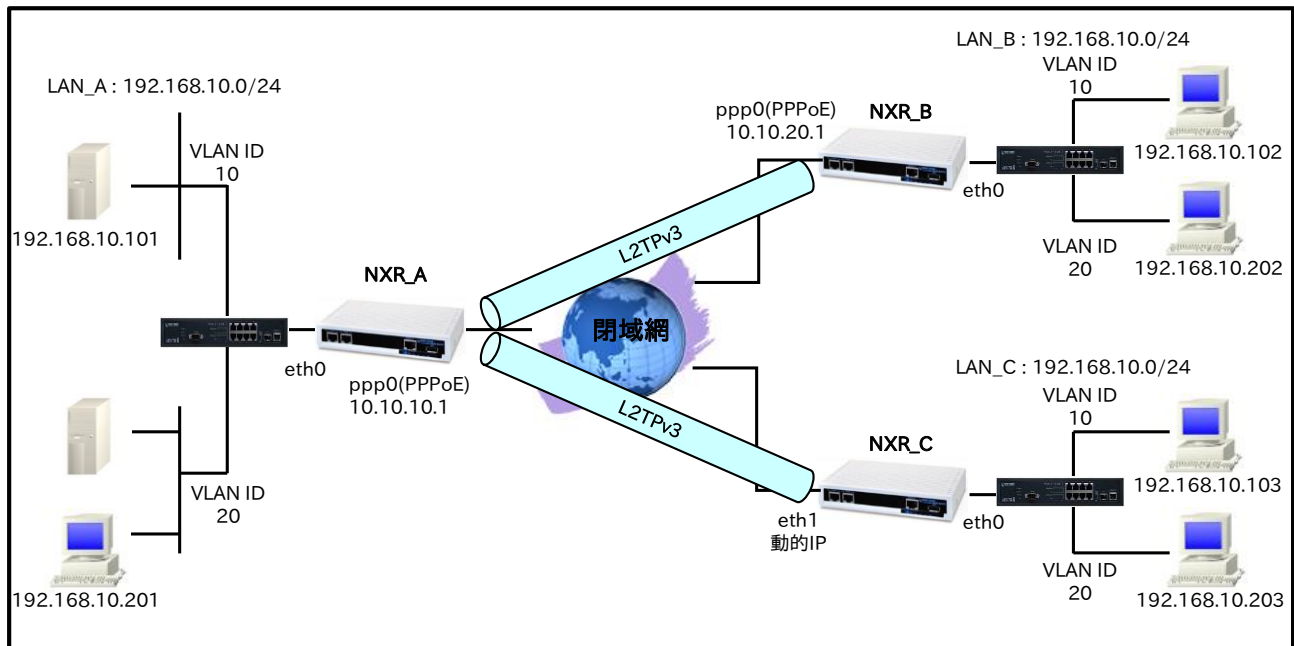 LAN_A : 192.168.10.0/24
VLAN ID
10
192.168.10.101
NXR_A
eth0
ppp0(PPPoE)
10.10.10.1
VLAN ID
20
192.168.10.201
L2TPv3
閉域網
L2TPv3
LAN_B : 192.168.10.0/24
VLAN ID
10
ppp0(PPPoE)
10.10.20.1
NXR_B
eth0
192.168.10.102
VLAN ID
20
192.168.10.202
LAN_C : 192.168.10.0/24
VLAN ID
10
NXR_C
eth1
動的IP
eth0
192.168.10.103
VLAN ID
20
192.168.10.203